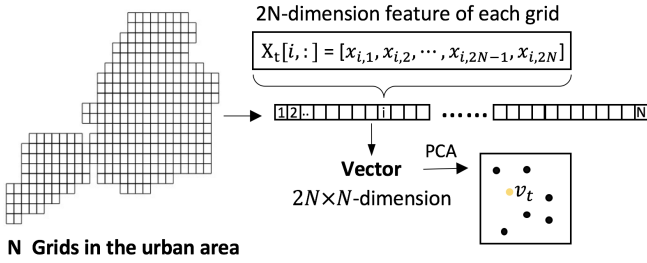 2N-dimension feature of each grid
X_t[i,:] = [x_{i,1}, x_{i,2}, ⋯, x_{i,2N−1}, x_{i,2N}]
1 2 .. i ...... N
Vector PCA
2N×N-dimension
v_t
N Grids in the urban area